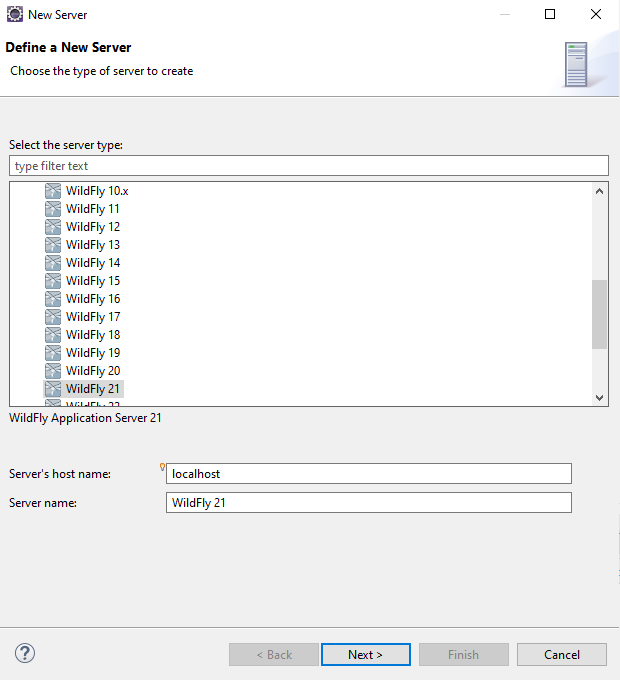 New Server
Define a New Server
Choose the type of server to create
Select the server type:
type filter text
WildFly 10.x
WildFly 11
WildFly 12
WildFly 13
WildFly 14
WildFly 15
WildFly 16
WildFly 17
WildFly 18
WildFly 19
WildFly 20
WildFly 21
WildFly Application Server 21
Server's host name: localhost
Server name: WildFly 21
? < Back Next > Finish Cancel